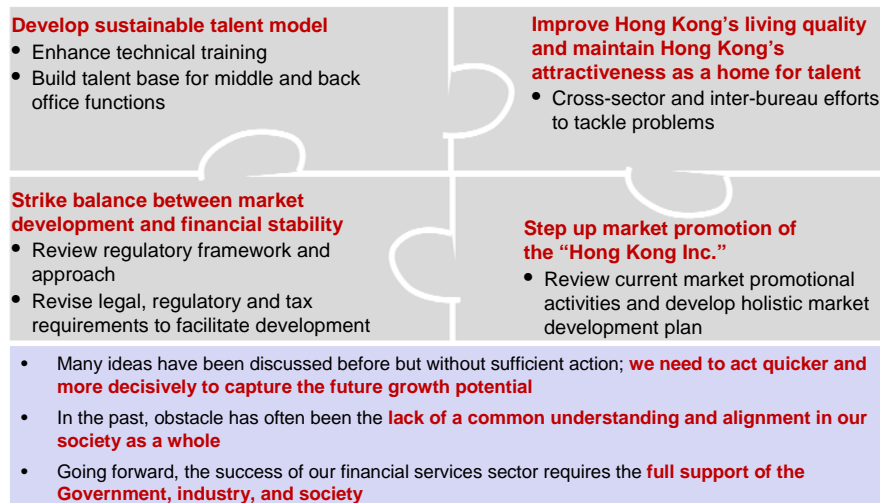 Develop sustainable talent model
• Enhance technical training
• Build talent base for middle and back
office functions
Improve Hong Kong’s living quality
and maintain Hong Kong’s
attractiveness as a home for talent
• Cross-sector and inter-bureau efforts
to tackle problems
Strike balance between market
development and financial stability
• Review regulatory framework and
approach
• Revise legal, regulatory and tax
requirements to facilitate development
Step up market promotion of
the “Hong Kong Inc.”
• Review current market promotional
activities and develop holistic market
development plan
• Many ideas have been discussed before but without sufficient action; we need to act quicker and
more decisively to capture the future growth potential
• In the past, obstacle has often been the lack of a common understanding and alignment in our
society as a whole
• Going forward, the success of our financial services sector requires the full support of the
Government, industry, and society